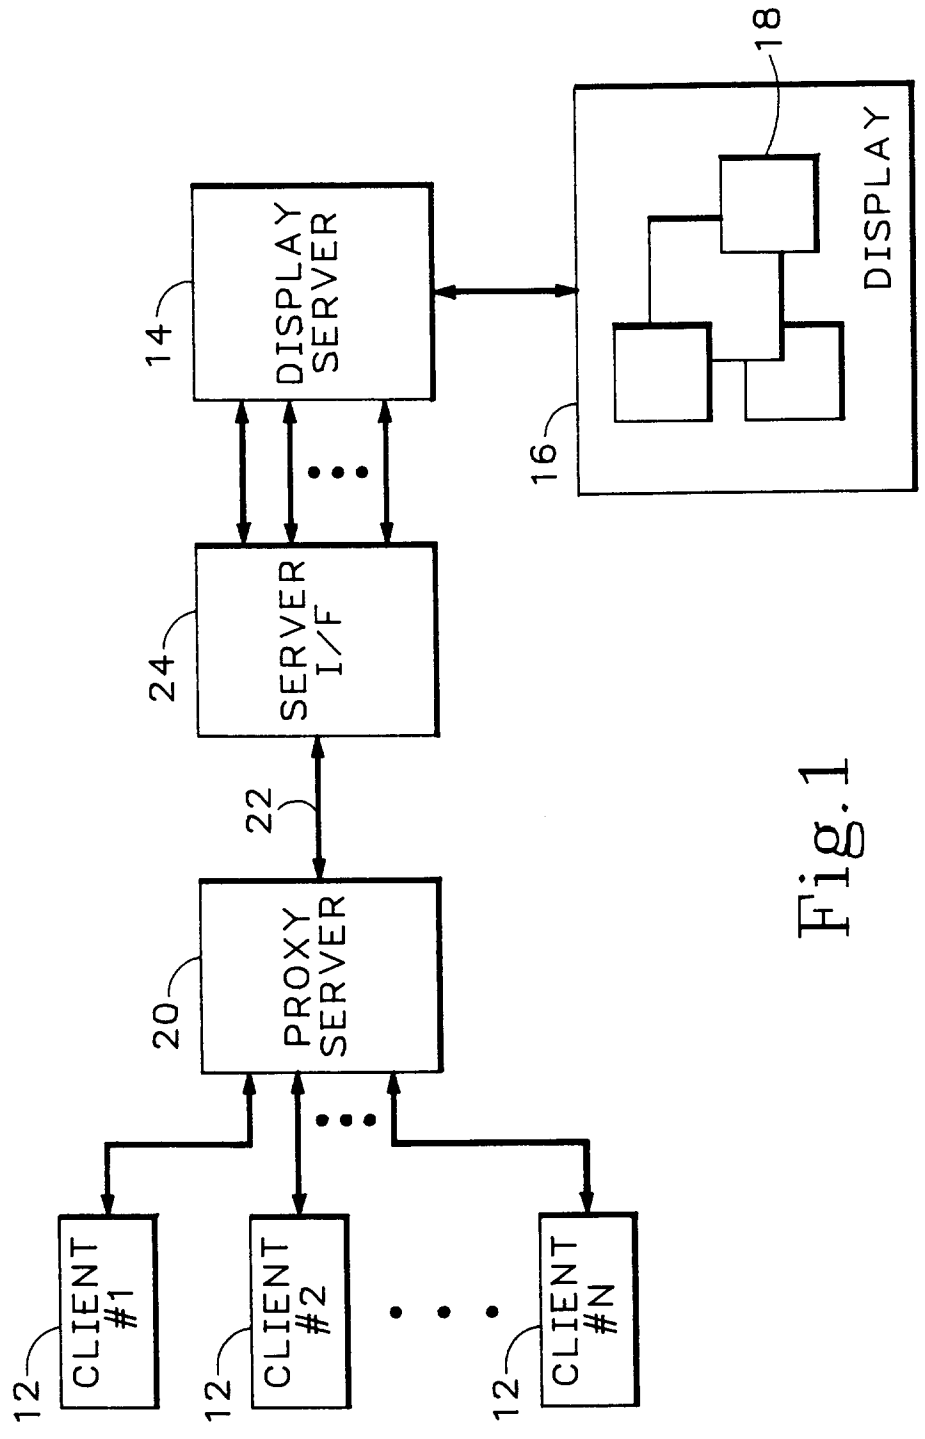 12
CLIENT
#1
12
CLIENT
#2
12
CLIENT
#N
20
PROXY
SERVER
22
24
SERVER
I/F
14
DISPLAY
SERVER
16
18
DISPLAY
Fig.1